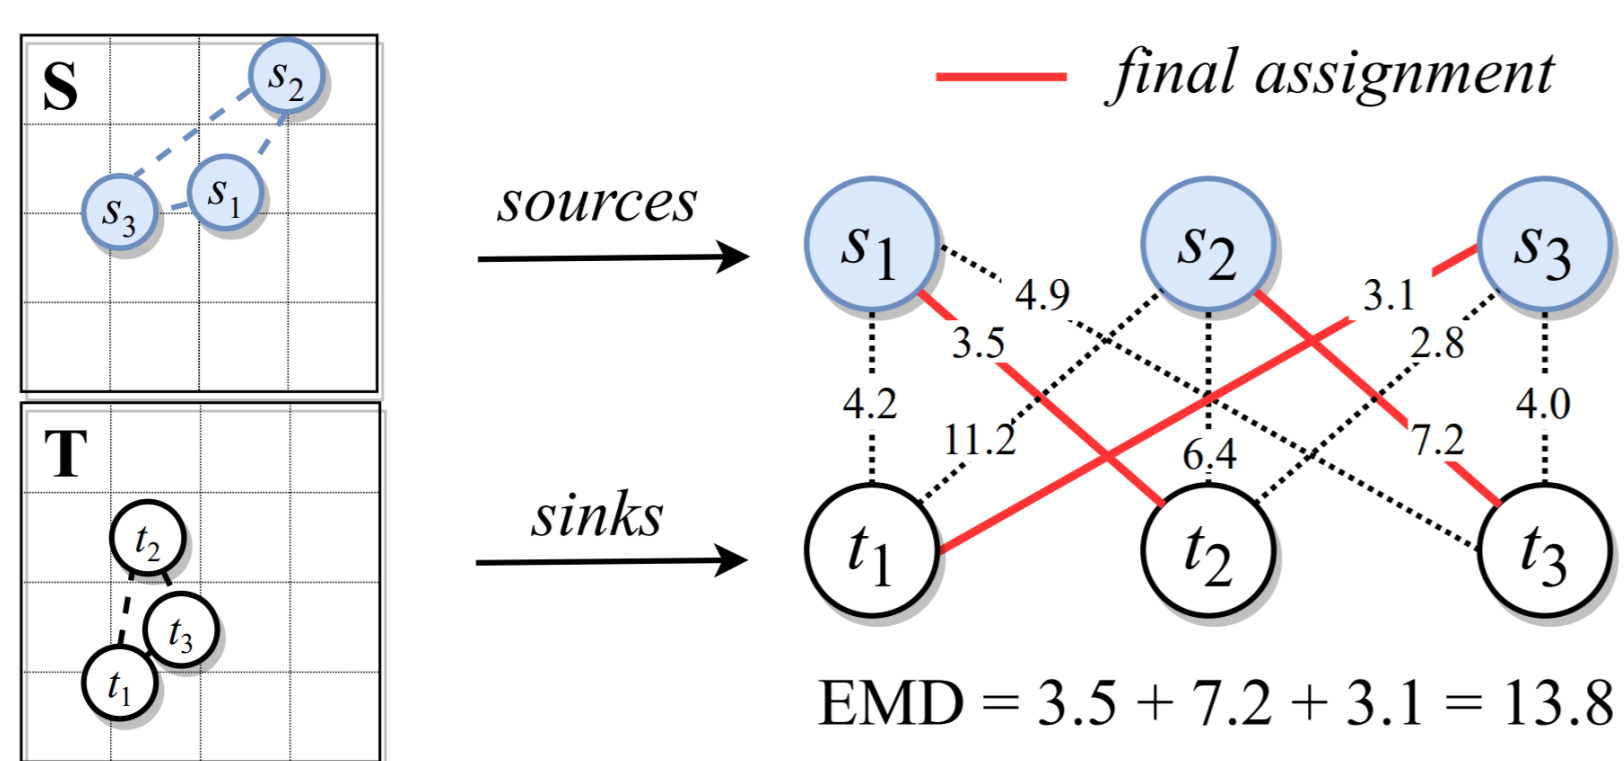 S
s2
s3
s1
T
t2
t3
t1
sources
sinks
final assignment
s1
s2
s3
4.9
3.1
3.5
2.8
4.2
4.0
11.2
6.4
7.2
t1
t2
t3
EMD = 3.5 + 7.2 + 3.1 = 13.8